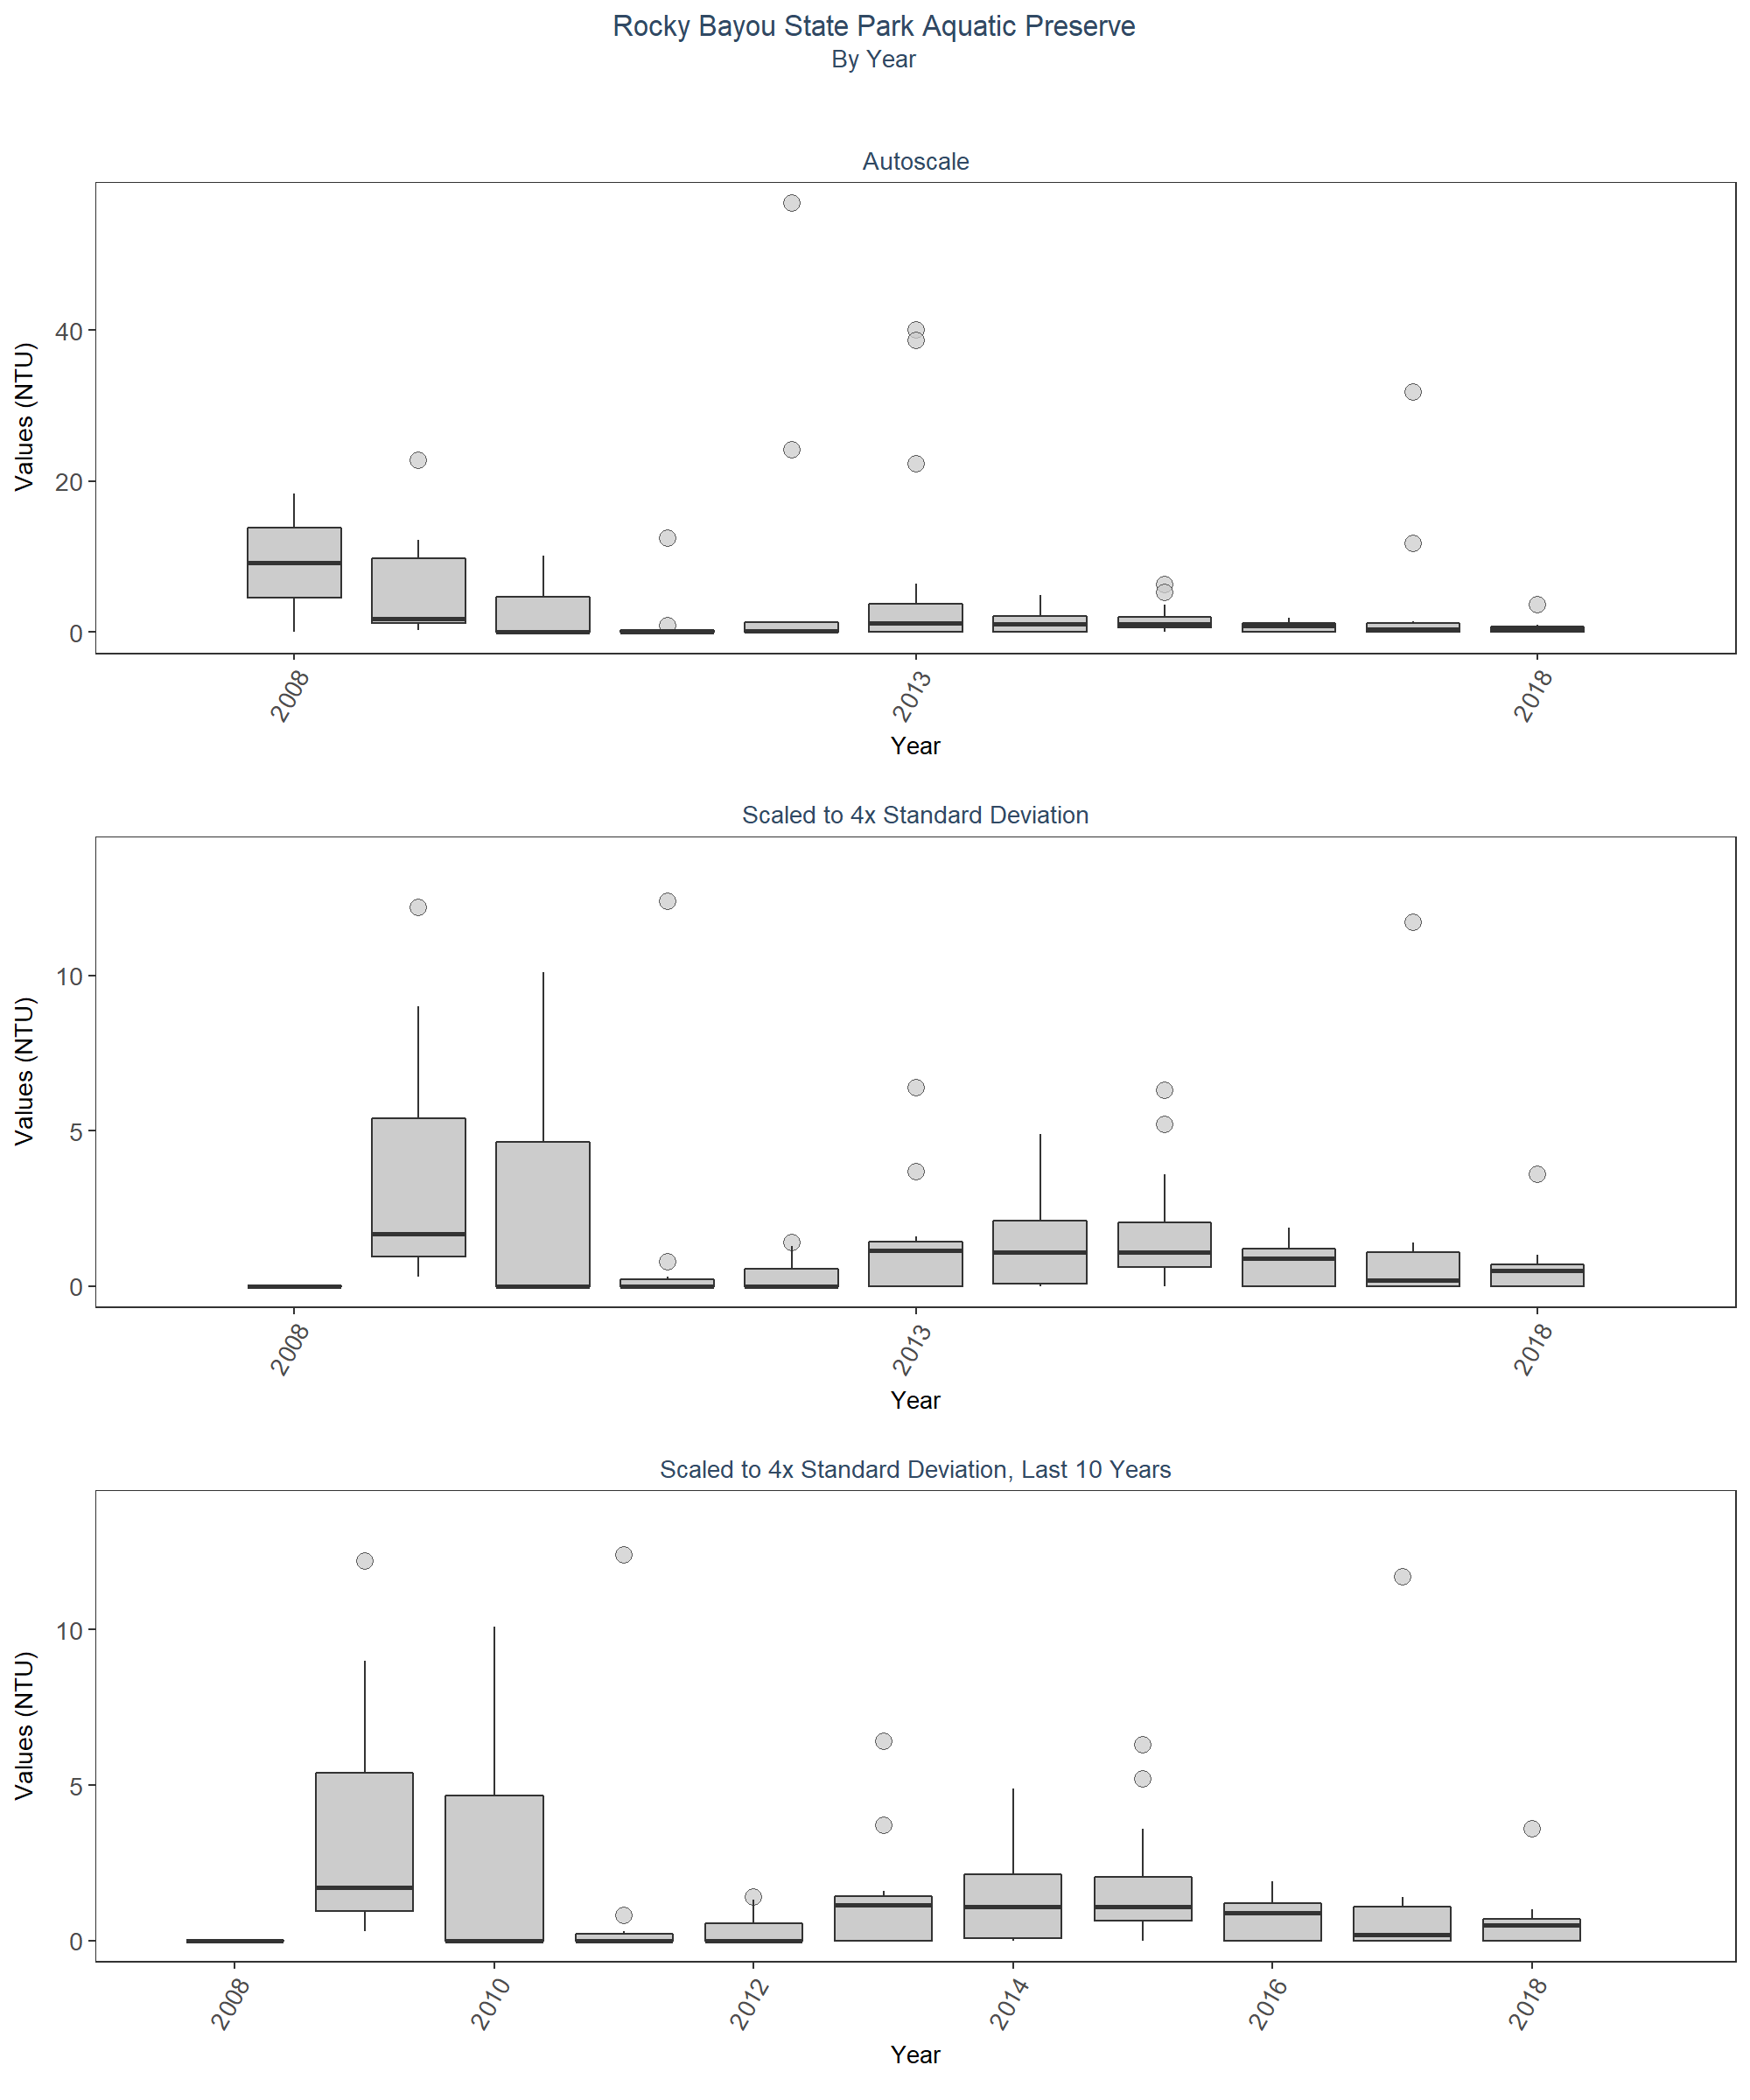 Rocky Bayou State Park Aquatic Preserve
By Year
Autoscale
Values (NTU)
40
20
0
2008
2013
2018
Year
Scaled to 4x Standard Deviation
Values (NTU)
10
5
0
2008
2013
2018
Year
Scaled to 4x Standard Deviation, Last 10 Years
Values (NTU)
10
5
0
2008
2010
2012
2014
2016
2018
Year